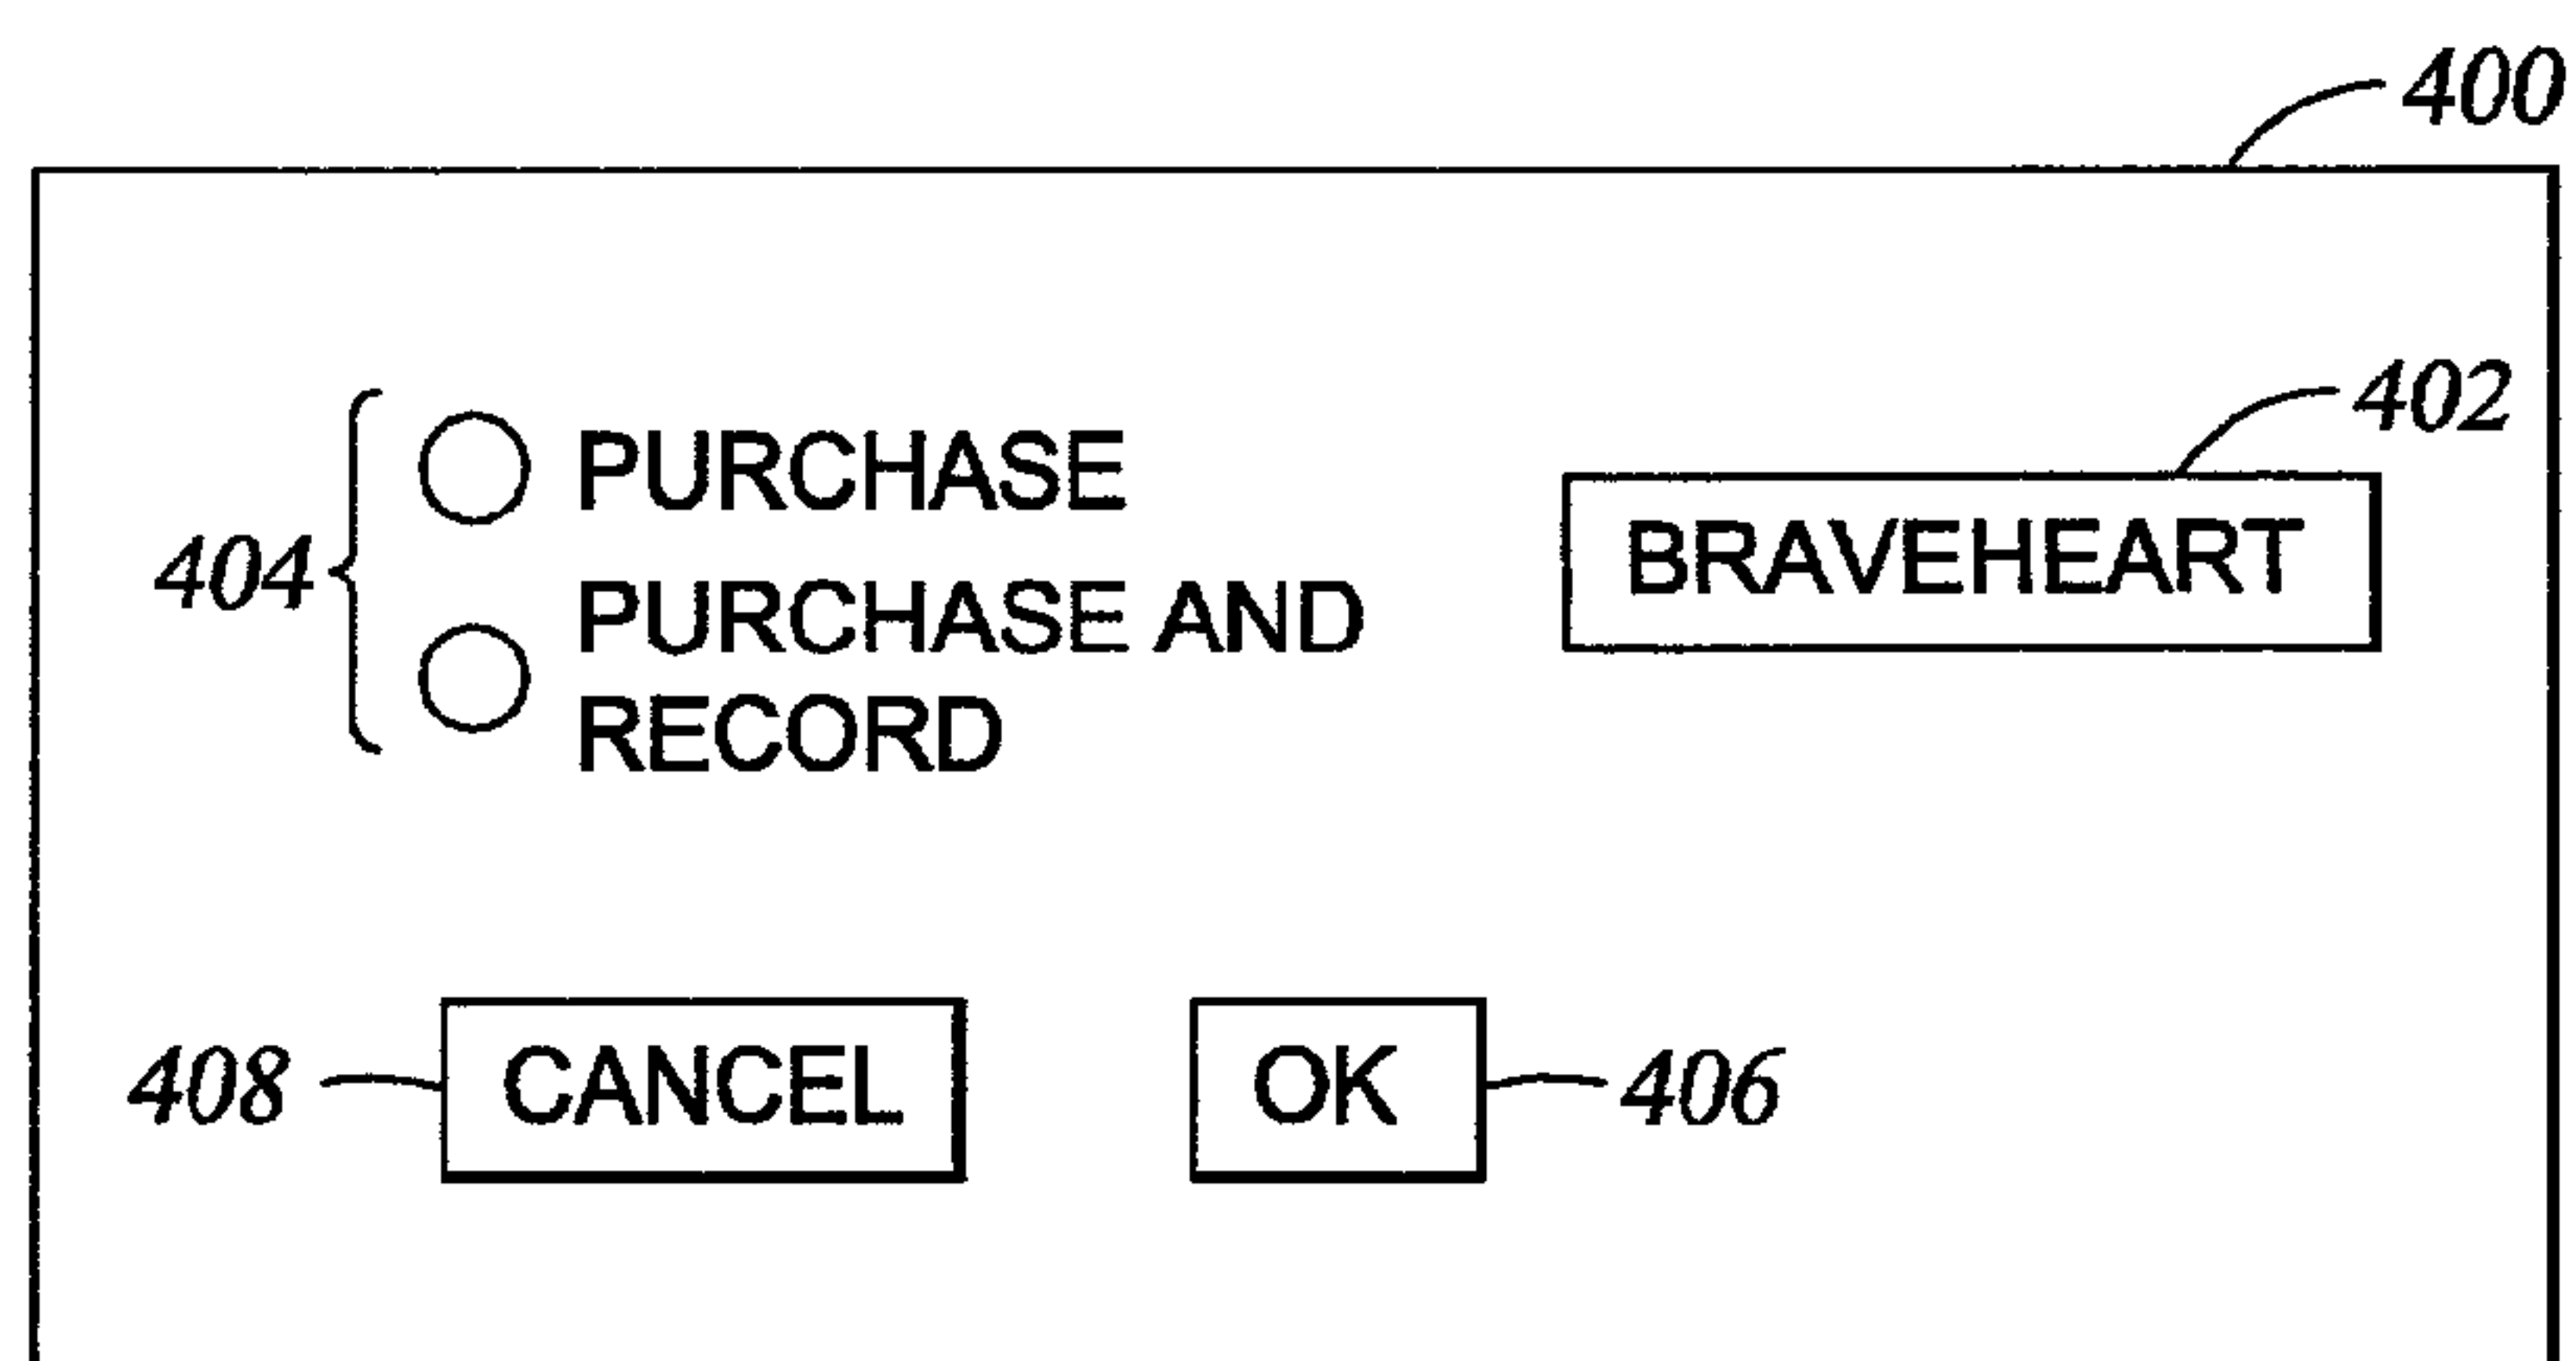 400
402
PURCHASE
BRAVEHEART
404
PURCHASE AND
RECORD
408
CANCEL
OK
406